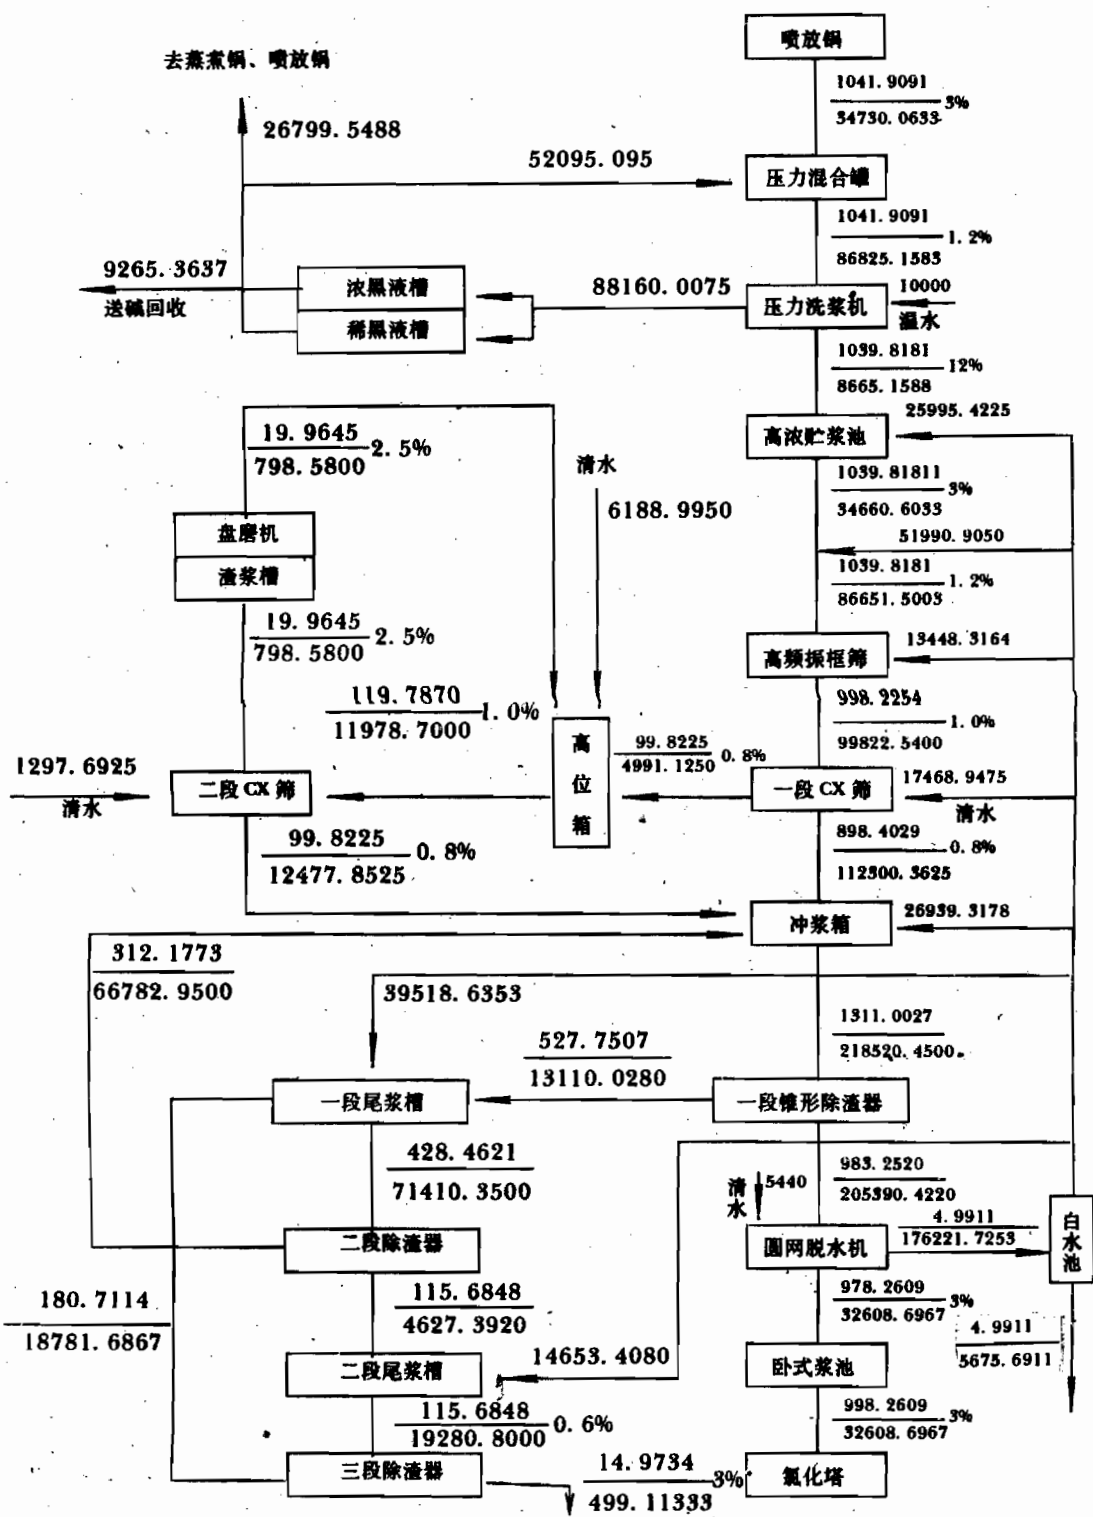 喷放锅
去蒸煮锅、喷放锅
1041.9091
34730.0633
3%
26799.5488
52095.095
压力混合罐
1041.9091
86825.1583
1.2%
9265.3637
送碱回收
浓黑液槽
稀黑液槽
88160.0075
压力洗浆机
10000
温水
1039.8181
8665.1588
12%
25995.4225
高浓贮浆池
19.9645
798.5800
2.5%
清水
6188.9950
1039.81811
34660.6033
3%
51990.9050
盘磨机
渣浆槽
1039.8181
86651.5003
1.2%
19.9645
798.5800
2.5%
13448.3164
高频振框筛
119.7870
11978.7000
1.0%
998.2254
99822.5400
1.0%
高位箱
99.8225
4991.1250
0.8%
1297.6925
清水
二段CX筛
一段CX筛
17468.9475
清水
99.8225
12477.8525
0.8%
898.4029
112300.3625
0.8%
冲浆箱
26939.3178
312.1773
66782.9500
39518.6353
1311.0027
218520.4500
527.7507
13110.0280
一段尾浆槽
一段锥形除渣器
428.4621
71410.3500
清水
5440
983.2520
205390.4220
二段除渣器
圆网脱水机
4.9911
176221.7253
白水池
180.7114
18781.6867
115.6848
4627.3920
978.2609
32608.6967
3%
4.9911
5675.6911
二段尾浆槽
14653.4080
卧式浆池
115.6848
19280.8000
0.6%
998.2609
32608.6967
3%
三段除渣器
14.9734
499.11333
3%
氯化塔